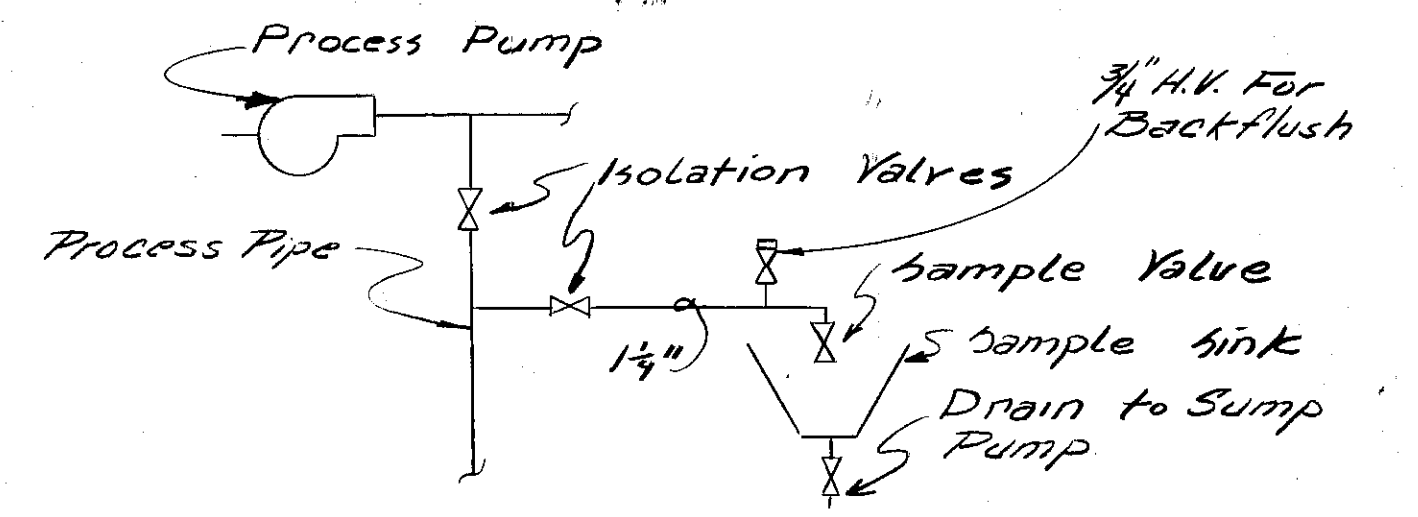 Process Pump
3/4" H.V. For
Backflush
Isolation Valves
Process Pipe
Sample Valve
1 1/4"
Sample Sink
Drain to Sump
Pump